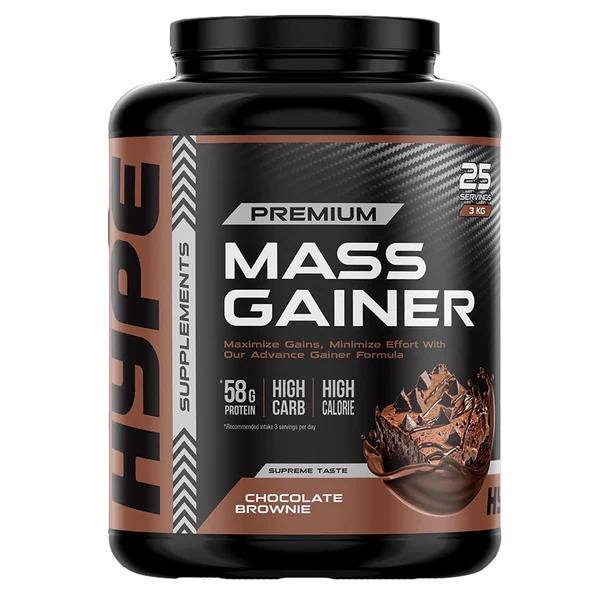 HYPE
SUPPLEMENTS
25
SERVINGS
3 KG
PREMIUM
MASS
GAINER
Maximize Gains, Minimize Effort With
Our Advance Gainer Formula
*58G
PROTEIN
HIGH
CARB
HIGH
CALORIE
*Recommended intake 3 servings per day
SUPREME TASTE
CHOCOLATE
BROWNIE
HY